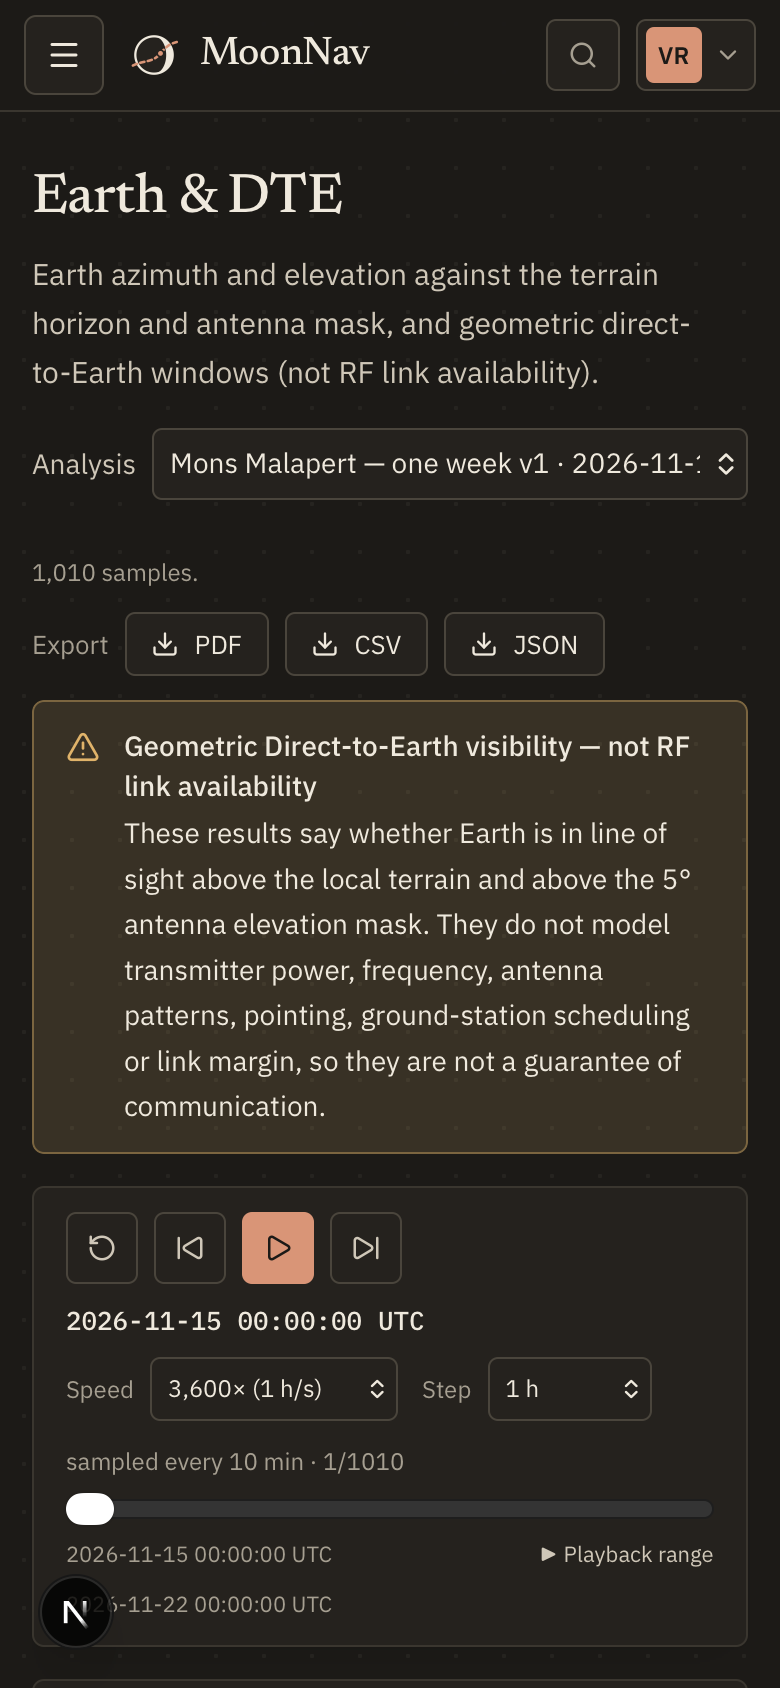 MoonNav
VR
Earth & DTE
Earth azimuth and elevation against the terrain
horizon and antenna mask, and geometric direct-
to-Earth windows (not RF link availability).
Analysis
Mons Malapert — one week v1 · 2026-11-
1,010 samples.
Export
PDF
CSV
JSON
Geometric Direct-to-Earth visibility — not RF
link availability
These results say whether Earth is in line of
sight above the local terrain and above the 5°
antenna elevation mask. They do not model
transmitter power, frequency, antenna
patterns, pointing, ground-station scheduling
or link margin, so they are not a guarantee of
communication.
2026-11-15 00:00:00 UTC
Speed
3,600× (1 h/s)
Step
1 h
sampled every 10 min · 1/1010
2026-11-15 00:00:00 UTC
Playback range
2026-11-22 00:00:00 UTC
N